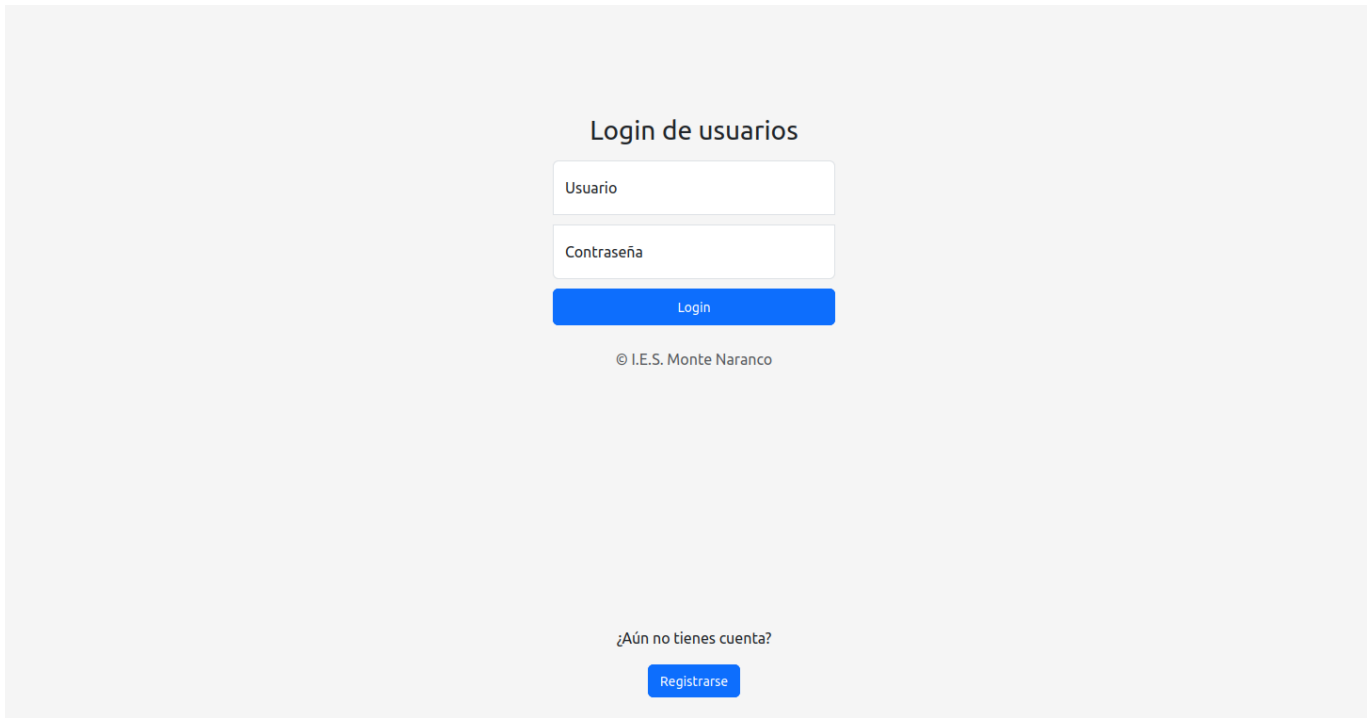 Login de usuarios
Usuario
Contraseña
Login
© I.E.S. Monte Naranco
¿Aún no tienes cuenta?
Registrarse